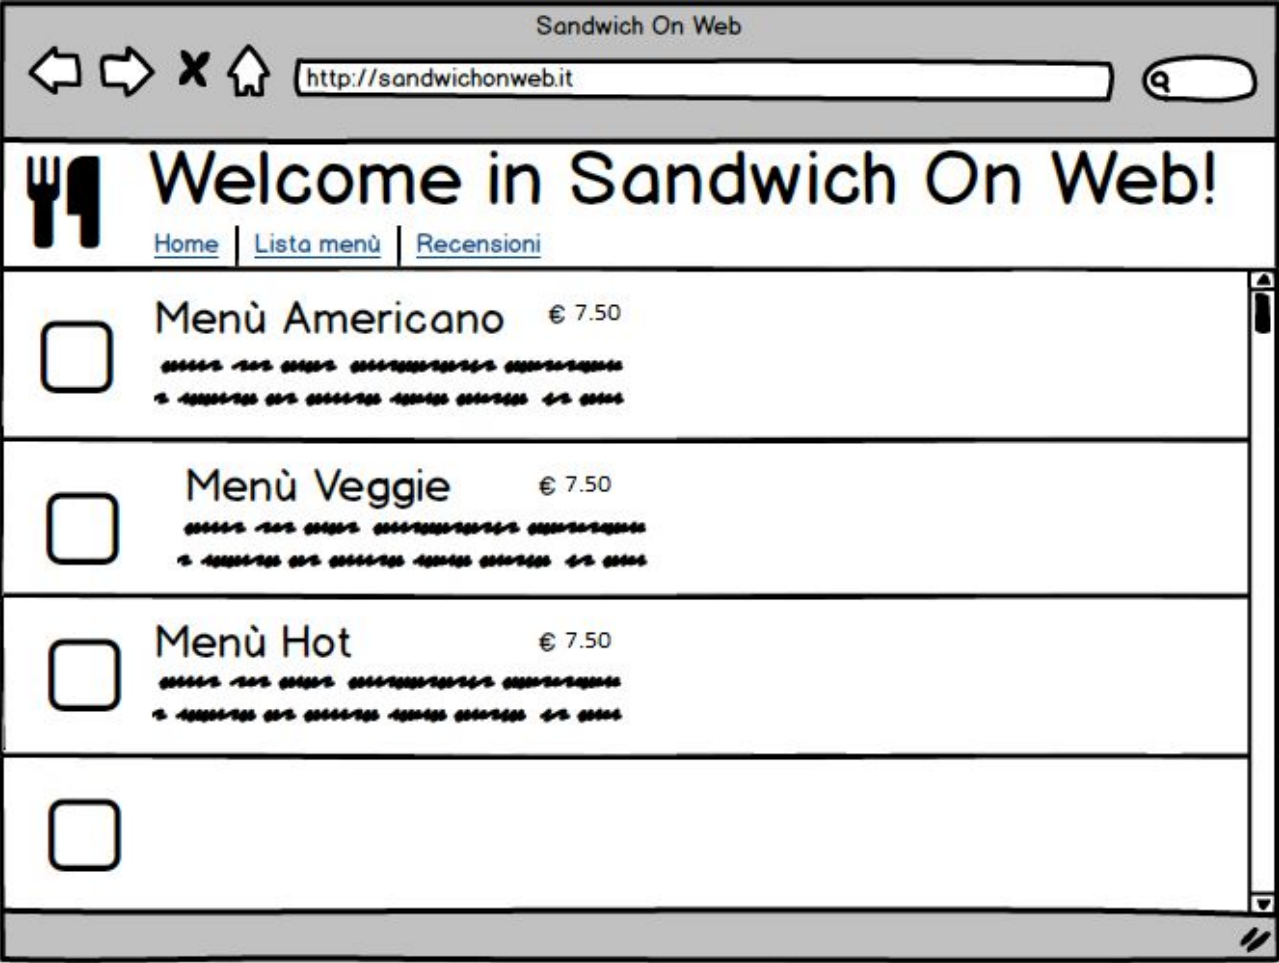 Sandwich On Web
http://sandwichonweb.it
Welcome in Sandwich On Web!
Home | Lista menù | Recensioni
Menù Americano € 7.50
Menù Veggie € 7.50
Menù Hot € 7.50